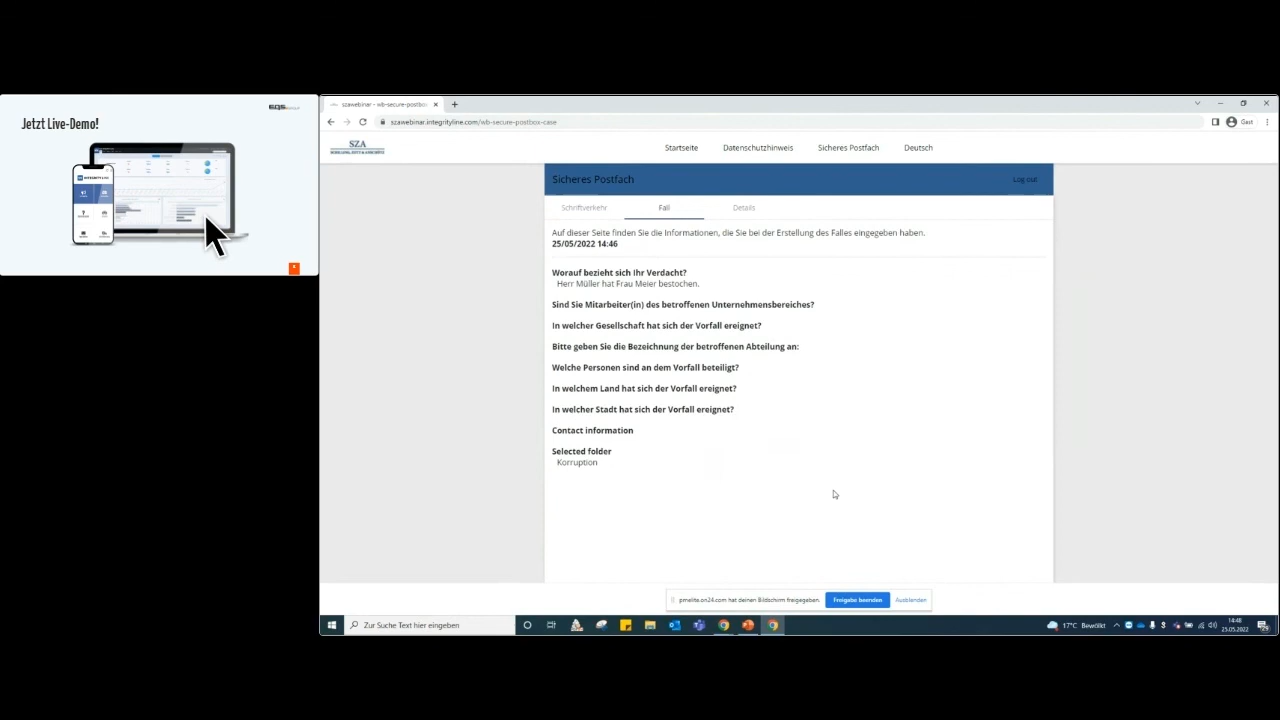 EQS
Jetzt Live-Demo!
INTEGRITY LINE
szawebinar - wb-secure-postbox
szawebinar.integrityline.com/wb-secure-postbox-case
Gast
SZA
Startseite
Datenschutzhinweis
Sicheres Postfach
Deutsch
Sicheres Postfach
Log out
Schriftverkehr
Fall
Details
Auf dieser Seite finden Sie die Informationen, die Sie bei der Erstellung des Falles eingegeben haben.
25/05/2022 14:46
Worauf bezieht sich Ihr Verdacht?
Herr Müller hat Frau Meier bestochen.
Sind Sie Mitarbeiter(in) des betroffenen Unternehmensbereiches?
In welcher Gesellschaft hat sich der Vorfall ereignet?
Bitte geben Sie die Bezeichnung der betroffenen Abteilung an:
Welche Personen sind an dem Vorfall beteiligt?
In welchem Land hat sich der Vorfall ereignet?
In welcher Stadt hat sich der Vorfall ereignet?
Contact information
Selected folder
Korruption
pmelite.on24.com hat deinen Bildschirm freigegeben.
Freigabe beenden
Ausblenden
Zur Suche Text hier eingeben
17°C Bewölkt
14:48
25.05.2022